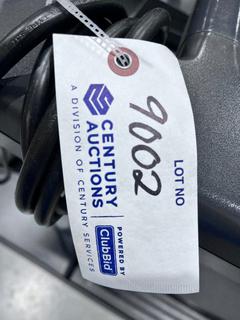 LOT NO
9002
CENTURY
AUCTIONS
A DIVISION OF CENTURY SERVICES
POWERED BY
ClubBid